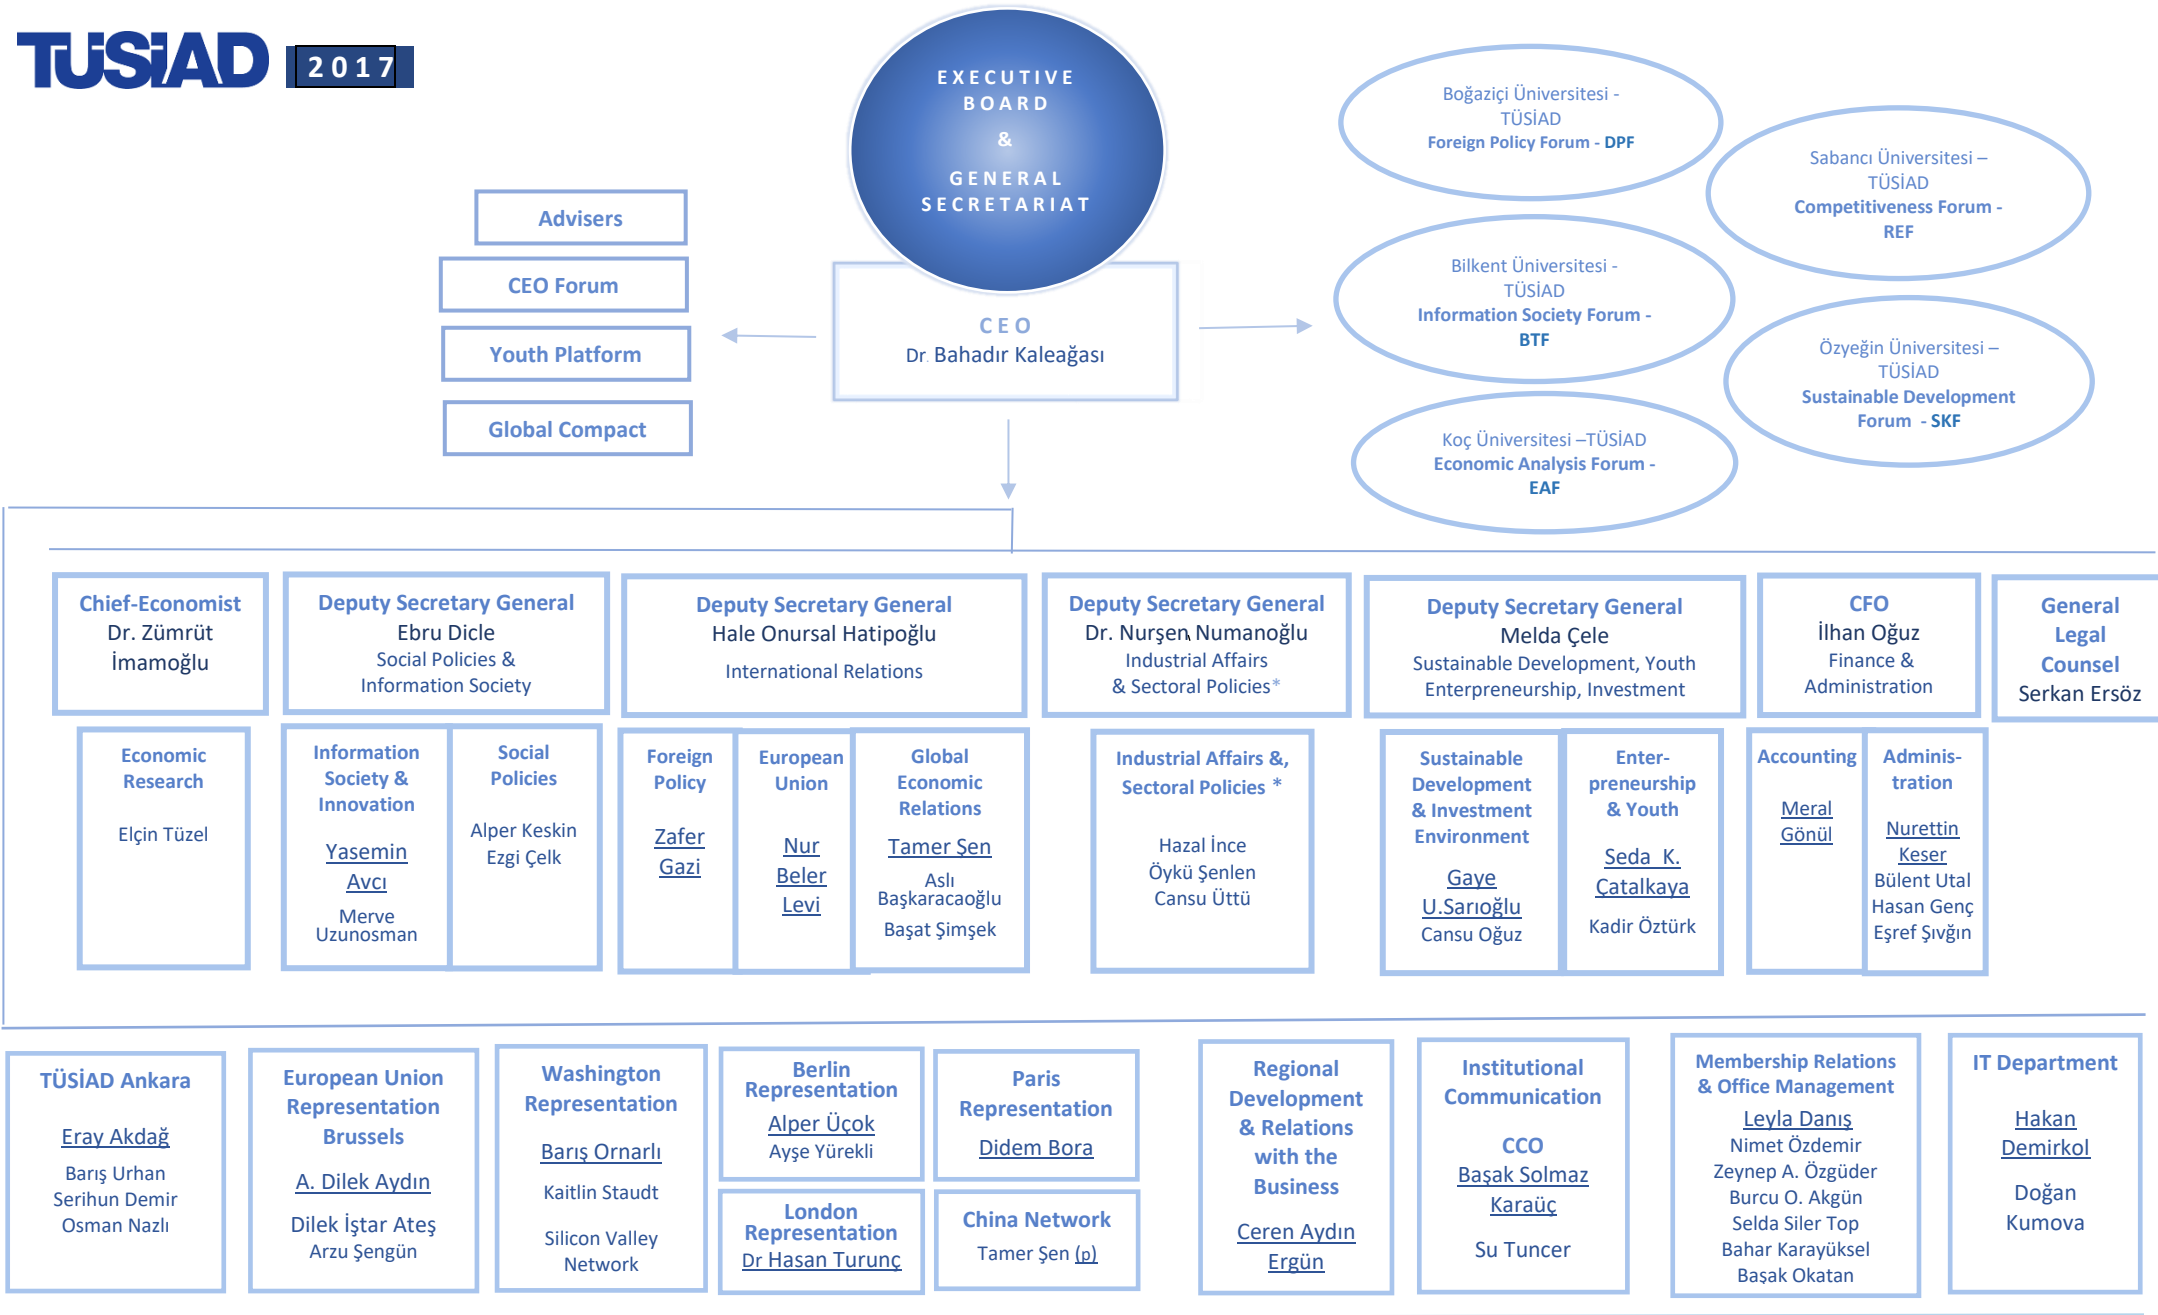 TÜSİAD
2017
EXECUTIVE
BOARD
&
GENERAL
SECRETARIAT
CEO
Dr. Bahadır Kaleağası
Advisers
CEO Forum
Youth Platform
Global Compact
Boğaziçi Üniversitesi -
TÜSİAD
Foreign Policy Forum - DPF
Sabancı Üniversitesi –
TÜSİAD
Competitiveness Forum -
REF
Bilkent Üniversitesi -
TÜSİAD
Information Society Forum -
BTF
Özyeğin Üniversitesi –
TÜSİAD
Sustainable Development
Forum - SKF
Koç Üniversitesi –TÜSİAD
Economic Analysis Forum -
EAF
Chief-Economist
Dr. Zümrüt
İmamoğlu
Deputy Secretary General
Ebru Dicle
Social Policies &
Information Society
Deputy Secretary General
Hale Onursal Hatipoğlu
International Relations
Deputy Secretary General
Dr. Nurşen Numanoğlu
Industrial Affairs
& Sectoral Policies*
Deputy Secretary General
Melda Çele
Sustainable Development, Youth
Enterpreneurship, Investment
CFO
İlhan Oğuz
Finance &
Administration
General
Legal
Counsel
Serkan Ersöz
Economic
Research
Elçin Tüzel
Information
Society &
Innovation
Yasemin
Avcı
Merve
Uzunosman
Social
Policies
Alper Keskin
Ezgi Çelk
Foreign
Policy
Zafer
Gazi
European
Union
Nur
Beler
Levi
Global
Economic
Relations
Tamer Şen
Aslı
Başkaracaoğlu
Başat Şimşek
Industrial Affairs &,
Sectoral Policies *
Hazal İnce
Öykü Şenlen
Cansu Üttü
Sustainable
Development
& Investment
Environment
Gaye
U.Sarıoğlu
Cansu Oğuz
Enter-
preneurship
& Youth
Seda K.
Çatalkaya
Kadir Öztürk
Accounting
Meral
Gönül
Adminis-
tration
Nurettin
Keser
Bülent Utal
Hasan Genç
Eşref Şıvğın
TÜSİAD Ankara
Eray Akdağ
Barış Urhan
Serihun Demir
Osman Nazlı
European Union
Representation
Brussels
A. Dilek Aydın
Dilek İştar Ateş
Arzu Şengün
Washington
Representation
Barış Ornarlı
Kaitlin Staudt
Silicon Valley
Network
Berlin
Representation
Alper Üçok
Ayşe Yürekli
London
Representation
Dr Hasan Turunç
Paris
Representation
Didem Bora
China Network
Tamer Şen (p)
Regional
Development
& Relations
with the
Business
Ceren Aydın
Ergün
Institutional
Communication
CCO
Başak Solmaz
Karaüç
Su Tuncer
Membership Relations
& Office Management
Leyla Danış
Nimet Özdemir
Zeynep A. Özgüder
Burcu O. Akgün
Selda Siler Top
Bahar Karayüksel
Başak Okatan
IT Department
Hakan
Demirkol
Doğan
Kumova